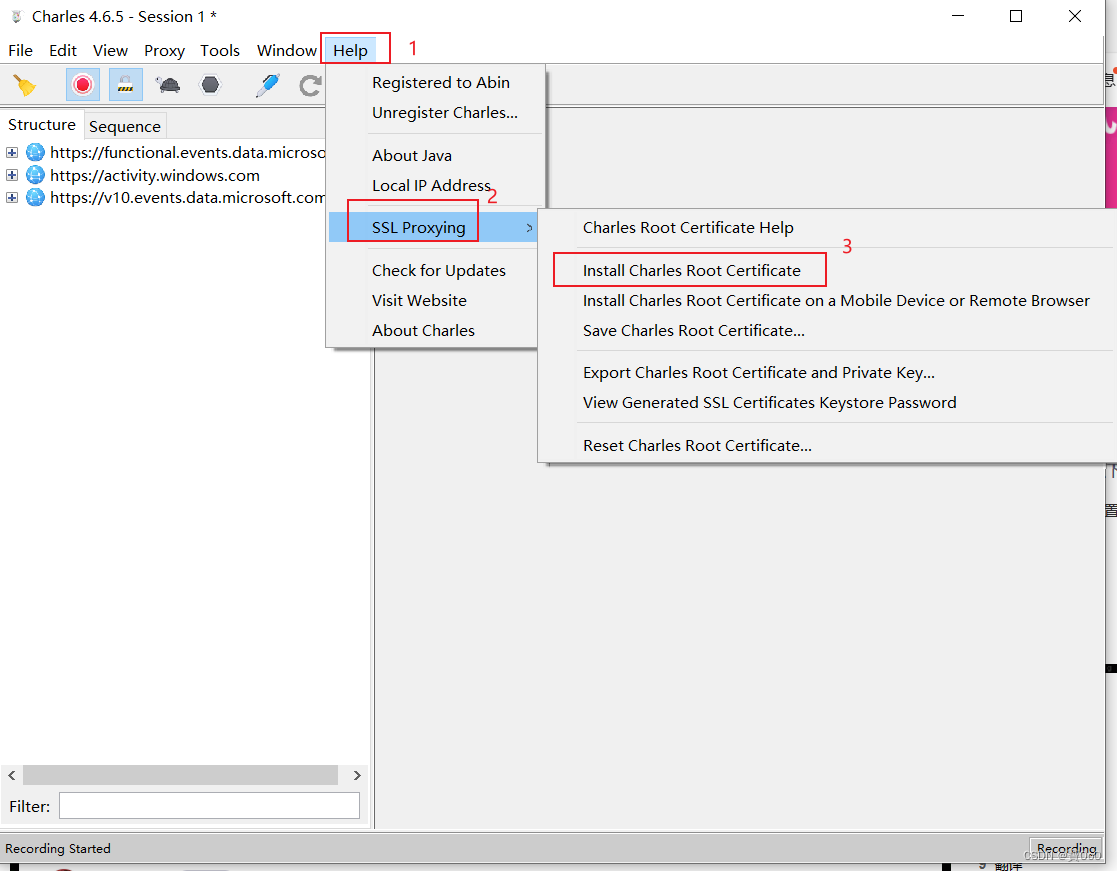 Charles 4.6.5 - Session 1 *
File Edit View Proxy Tools Window Help 1
Registered to Abin
Unregister Charles...
About Java
Local IP Address
2
SSL Proxying >
Check for Updates
Visit Website
About Charles
Charles Root Certificate Help
3
Install Charles Root Certificate
Install Charles Root Certificate on a Mobile Device or Remote Browser
Save Charles Root Certificate...
Export Charles Root Certificate and Private Key...
View Generated SSL Certificates Keystore Password
Reset Charles Root Certificate...
Structure Sequence
https://functional.events.data.microso
https://activity.windows.com
https://v10.events.data.microsoft.com
Filter:
Recording Started
Recording
CSDN
翻译
息
置